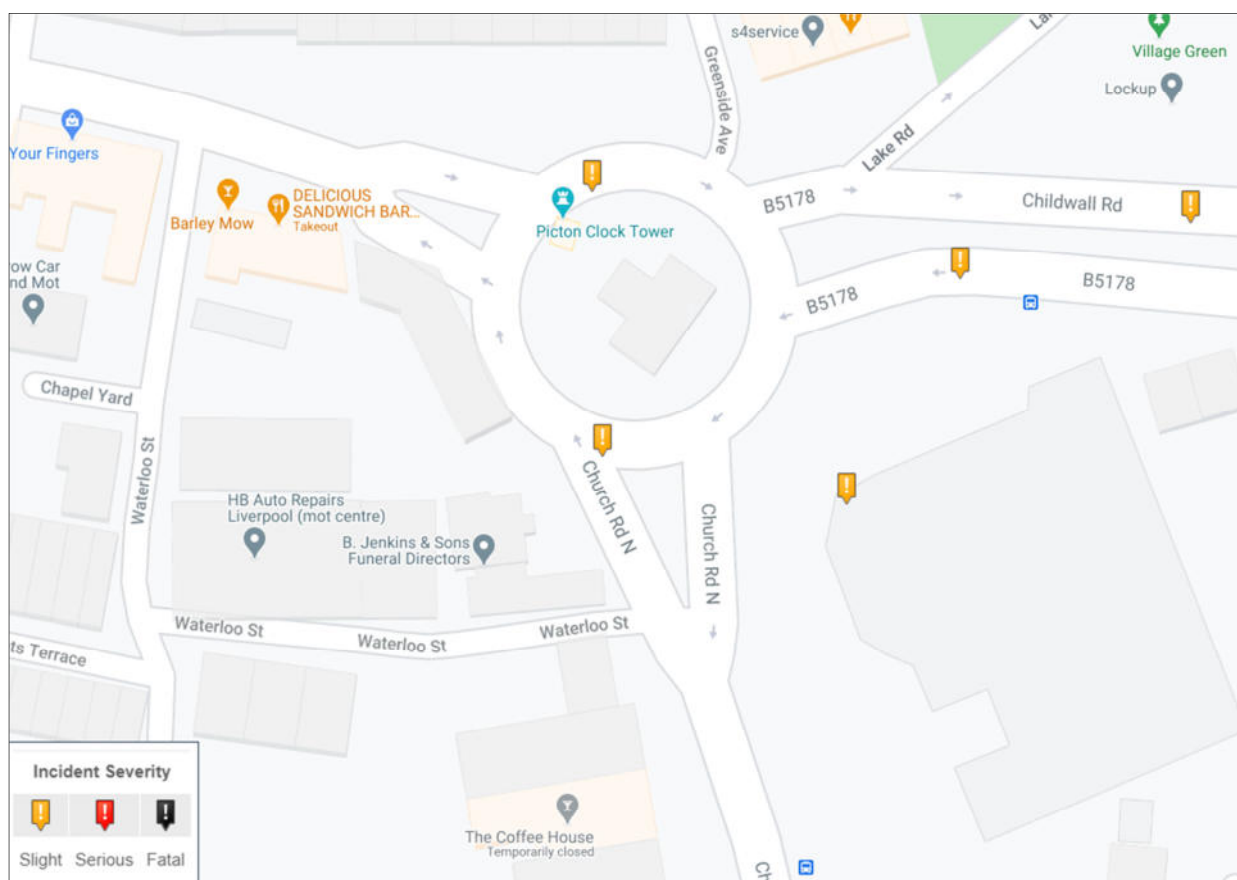 s4service
Greenside Ave
Lake Rd
Village Green
Lockup
Your Fingers
Barley Mow
DELICIOUS
SANDWICH BAR...
Takeout
Picton Clock Tower
B5178
Childwall Rd
B5178
B5178
ow Car
nd Mot
Chapel Yard
Waterloo St
HB Auto Repairs
Liverpool (mot centre)
B. Jenkins & Sons
Funeral Directors
Church Rd N
Church Rd N
Waterloo St
Waterloo St
Waterloo St
ts Terrace
The Coffee House
Temporarily closed
Ch
Incident Severity
Slight Serious Fatal